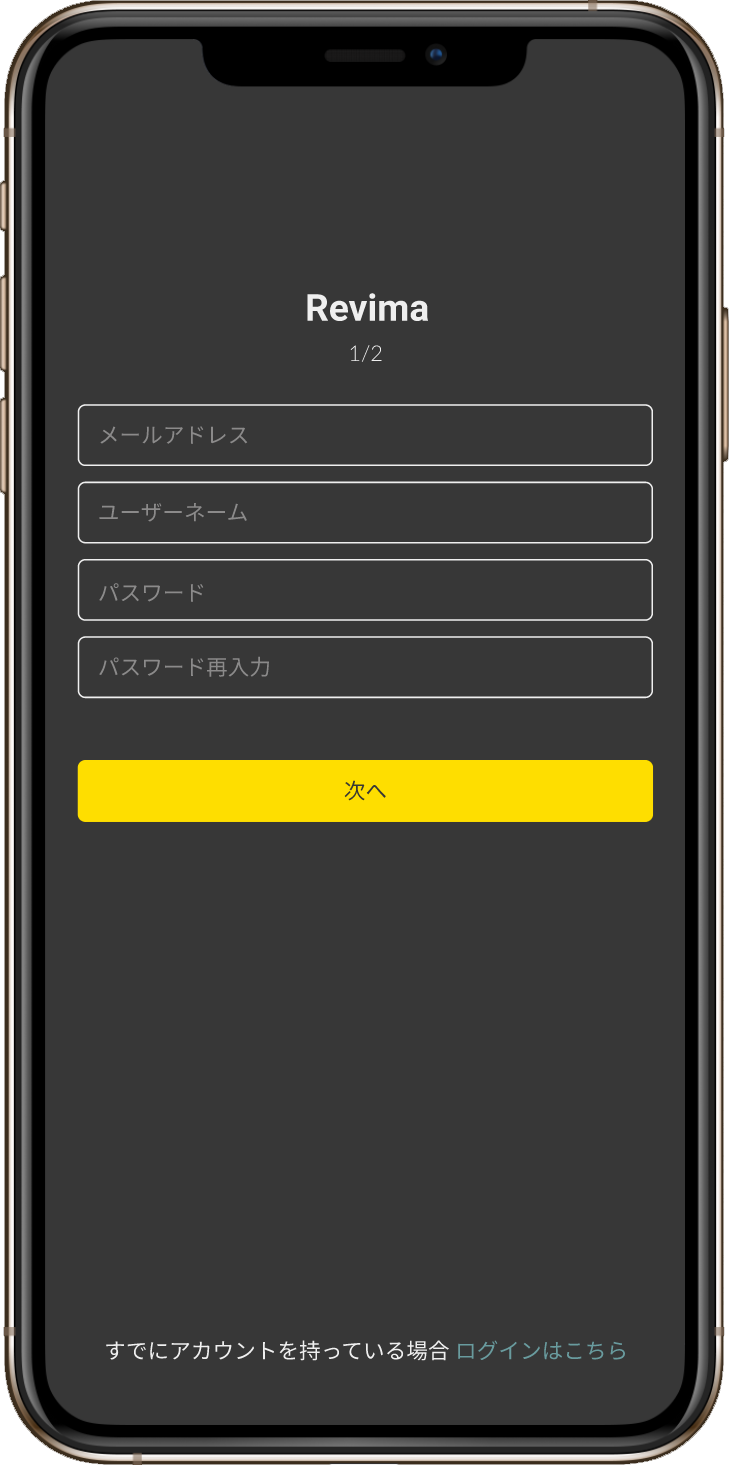 Revima
1/2
メールアドレス
ユーザーネーム
パスワード
パスワード再入力
次へ
すでにアカウントを持っている場合 ログインはこちら